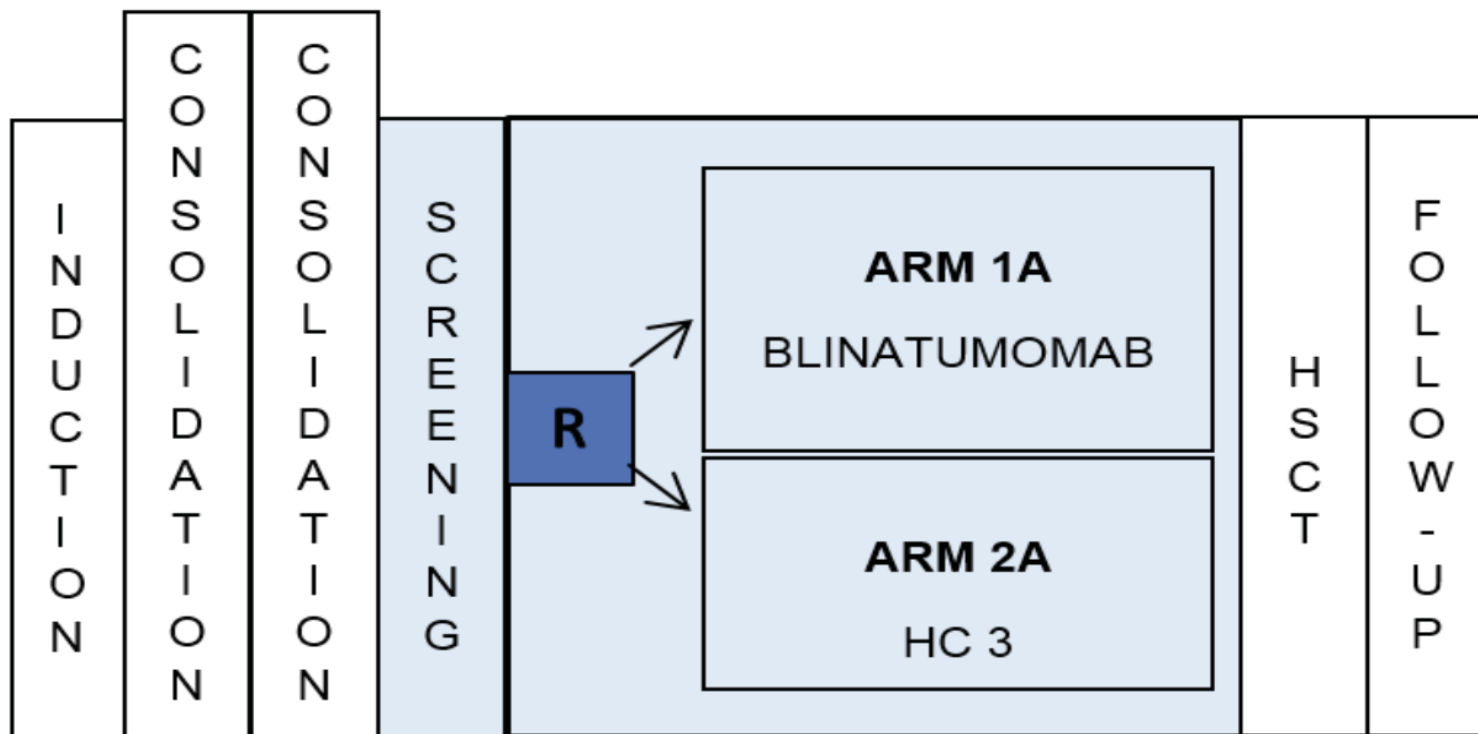 INDUCTION
CONSOLIDATION
CONSOLIDATION
SCREENING
R
ARM 1A
BLINATUMOMAB
ARM 2A
HC 3
HSCT
FOLLOW-UP